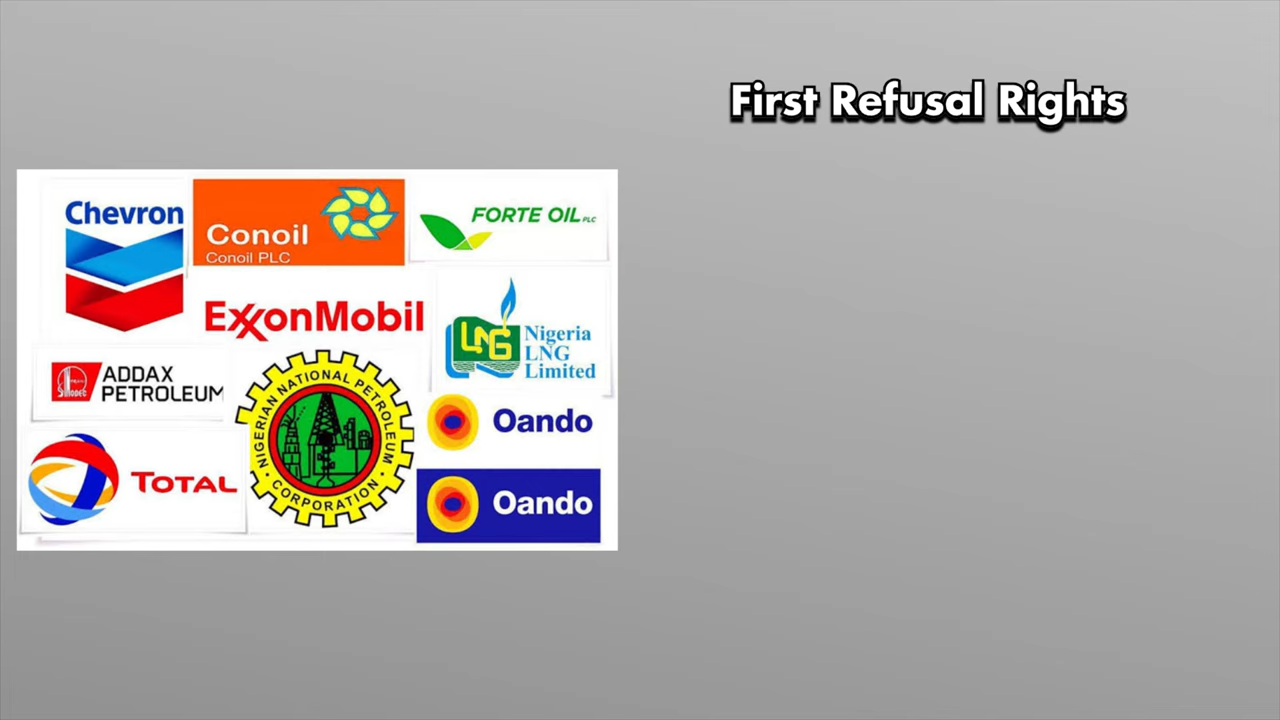 First Refusal Rights
Chevron
Conoil
Conoil PLC
FORTE OIL PLC
ExxonMobil
LNG
Nigeria
LNG
Limited
ADDAX
PETROLEUM
NIGERIAN NATIONAL PETROLEUM
CORPORATION
Oando
TOTAL
Oando